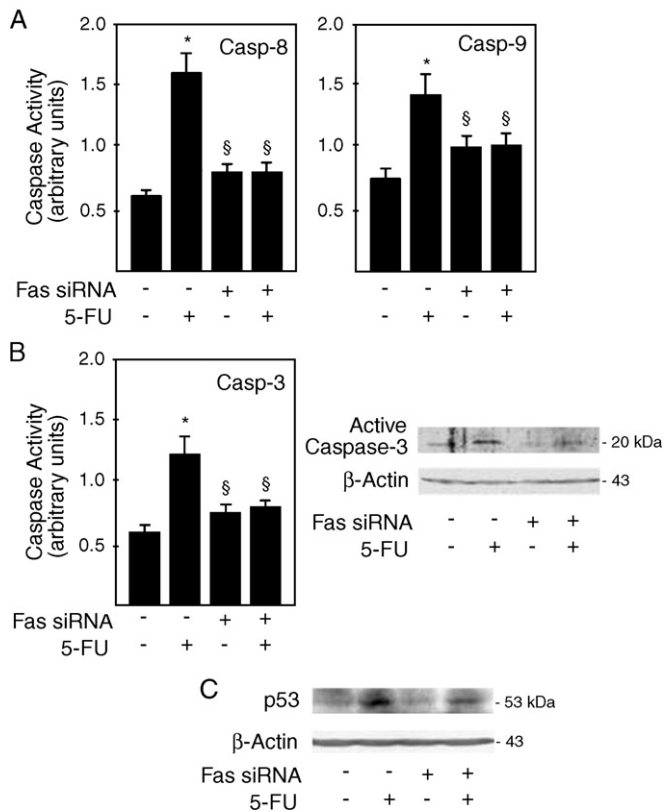 A
2.0
1.5
1.0
0.5
Caspase Activity
(arbitrary units)
*
Casp-8
§ §
2.0
1.5
1.0
0.5
*
Casp-9
§ §
Fas siRNA - - + + - - + +
5-FU - + - + - + - +
B
2.0
1.5
1.0
0.5
Caspase Activity
(arbitrary units)
*
Casp-3
§ §
Fas siRNA - - + +
5-FU - + - +
Active
Caspase-3
- 20 kDa
β-Actin - 43
Fas siRNA - - + +
5-FU - + - +
C
p53 - 53 kDa
β-Actin - 43
Fas siRNA - - + +
5-FU - + - +